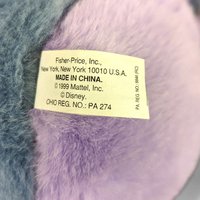 Fisher-Price, Inc.,
New York, New York 10010 U.S.A.
MADE IN CHINA.
©1999 Mattel, Inc.
© Disney.
OHIO REG. NO.: PA 274